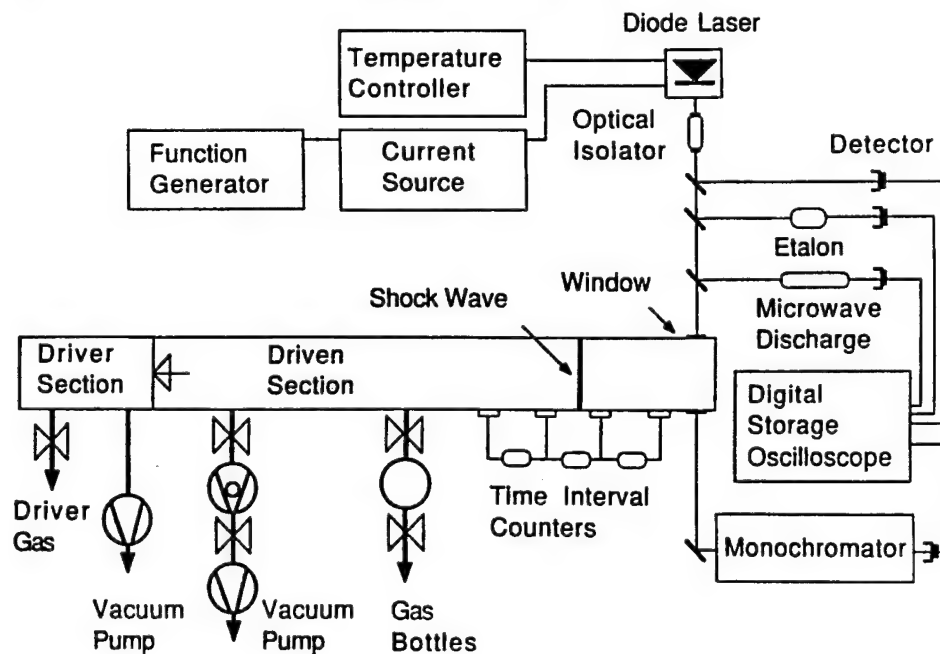 Diode Laser
Temperature
Controller
Optical
Isolator
Function
Generator
Current
Source
Detector
Etalon
Microwave
Discharge
Window
Shock Wave
Driver
Section
Driven
Section
Digital
Storage
Oscilloscope
Time Interval
Counters
Driver
Gas
Monochromator
Vacuum
Pump
Vacuum
Pump
Gas
Bottles